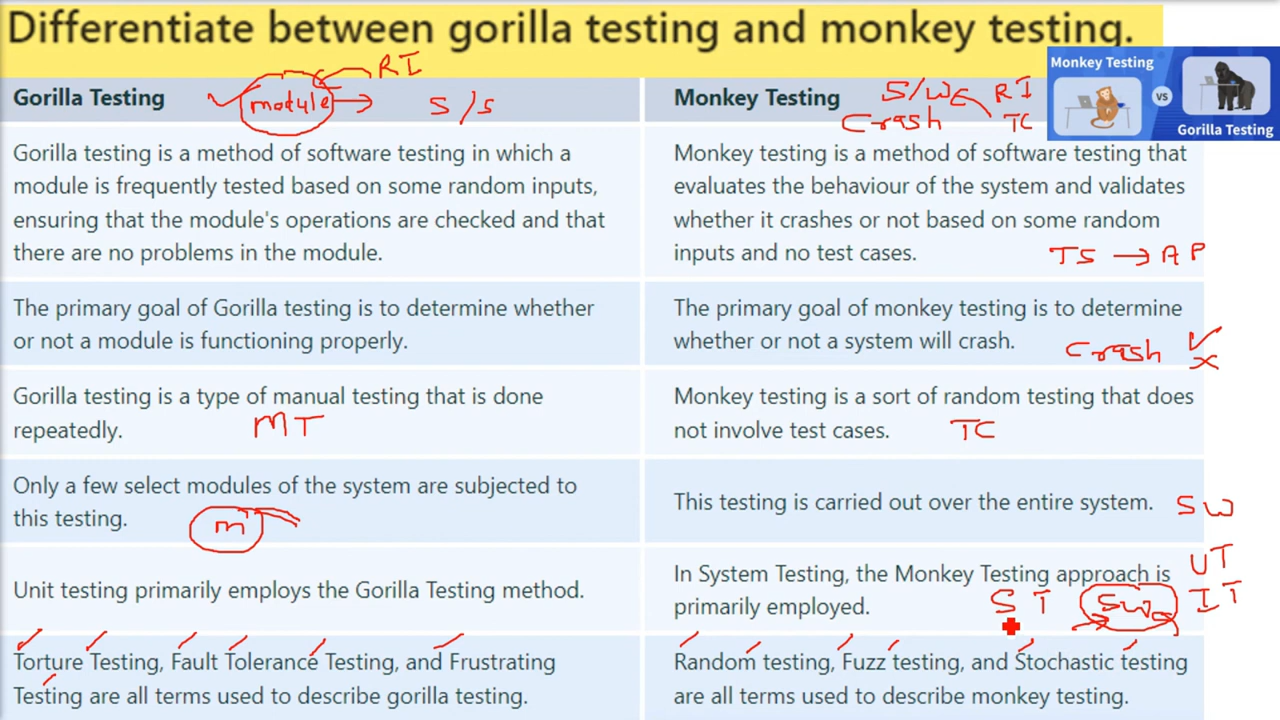 Differentiate between gorilla testing and monkey testing.
Monkey Testing
VS
Gorilla Testing
Gorilla Testing
module
RI
S/S
Monkey Testing
S/W
RI
Crash
TC
Gorilla testing is a method of software testing in which a
module is frequently tested based on some random inputs,
ensuring that the module's operations are checked and that
there are no problems in the module.
Monkey testing is a method of software testing that
evaluates the behaviour of the system and validates
whether it crashes or not based on some random
inputs and no test cases.
TS → AP
The primary goal of Gorilla testing is to determine whether
or not a module is functioning properly.
The primary goal of monkey testing is to determine
whether or not a system will crash.
Crash
Gorilla testing is a type of manual testing that is done
repeatedly.
MT
Monkey testing is a sort of random testing that does
not involve test cases.
TC
Only a few select modules of the system are subjected to
this testing.
m
This testing is carried out over the entire system.
SW
Unit testing primarily employs the Gorilla Testing method.
In System Testing, the Monkey Testing approach is
primarily employed.
UT
ST
SW
IT
Torture Testing, Fault Tolerance Testing, and Frustrating
Testing are all terms used to describe gorilla testing.
Random testing, Fuzz testing, and Stochastic testing
are all terms used to describe monkey testing.